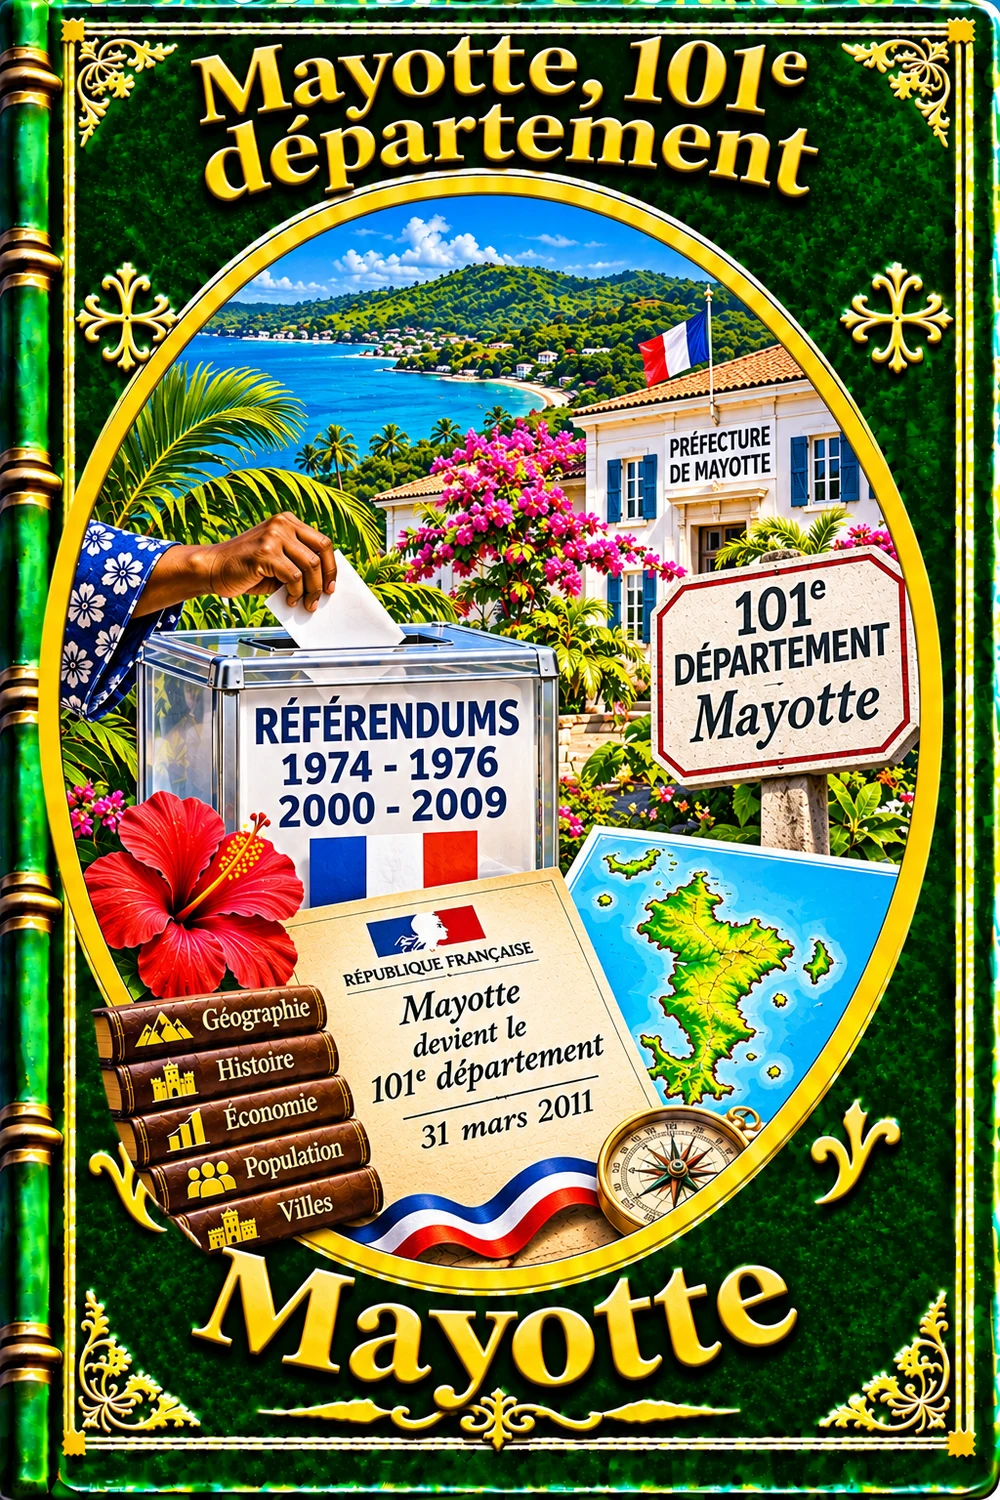 Mayotte, 101e
département
PRÉFECTURE
DE MAYOTTE
101e
DÉPARTEMENT
Mayotte
RÉFÉRENDUMS
1974 - 1976
2000 - 2009
RÉPUBLIQUE FRANÇAISE
Mayotte
devient le
101e département
31 mars 2011
Géographie
Histoire
Économie
Population
Villes
Mayotte